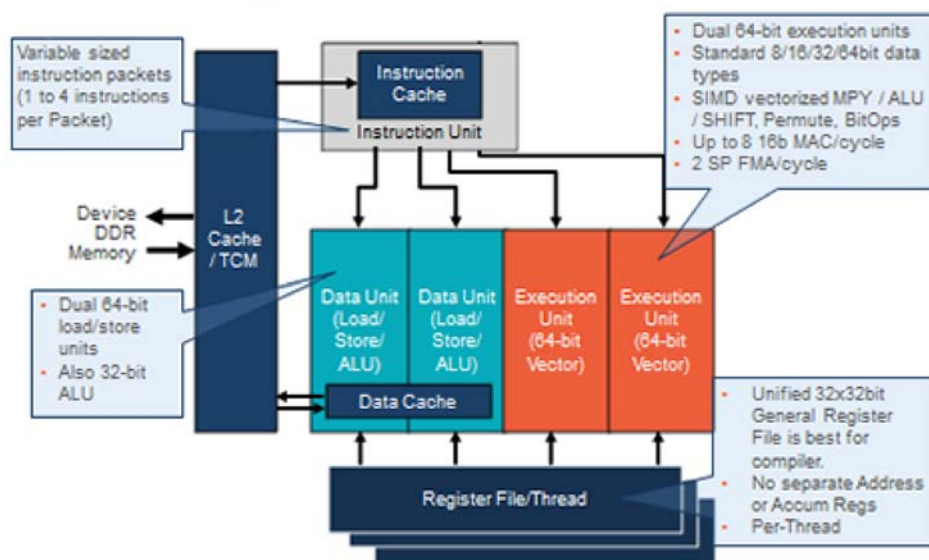 Variable sized
instruction packets
(1 to 4 instructions
per Packet)
Instruction
Cache
Instruction Unit
• Dual 64-bit execution units
• Standard 8/16/32/64bit data
types
• SIMD vectorized MPY / ALU
/ SHIFT, Permute, BitOps
• Up to 8 16b MAC/cycle
• 2 SP FMA/cycle
Device
DDR
Memory
L2
Cache
/ TCM
• Dual 64-bit
load/store
units
• Also 32-bit
ALU
Data Unit
(Load/
Store/
ALU)
Data Unit
(Load/
Store/
ALU)
Execution
Unit
(64-bit
Vector)
Execution
Unit
(64-bit
Vector)
Data Cache
Register File/Thread
• Unified 32x32bit
General Register
File is best for
compiler.
• No separate Address
or Accum Regs
• Per-Thread